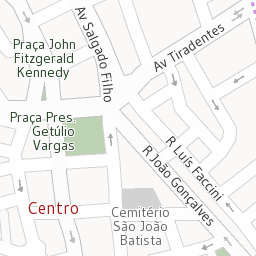 Av Salgado Filho
Praça John
Fitzgerald
Kennedy
Av Tiradentes
Praça Pres.
Getúlio
Vargas
R Luís Faccini
R João Gonçalves
Centro
Cemitério
São João
Batista